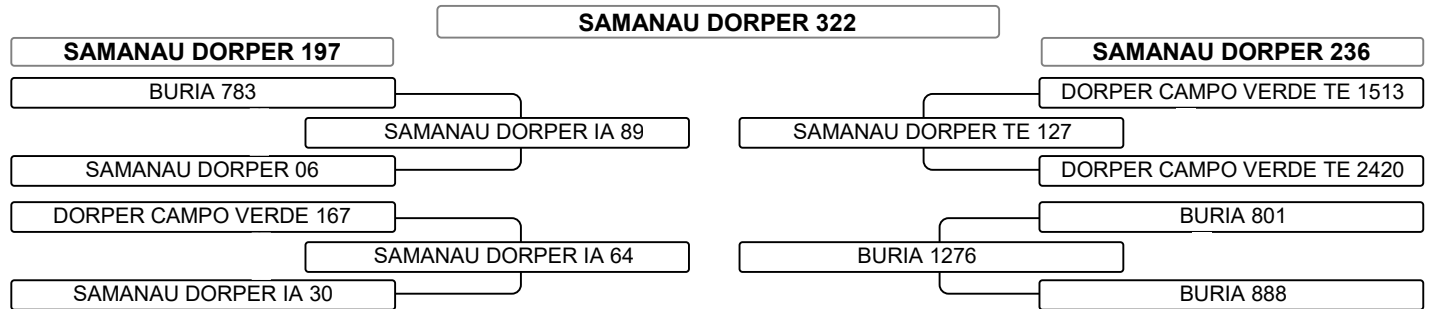 SAMANAU DORPER 322
SAMANAU DORPER 197
SAMANAU DORPER 236
BURIA 783
DORPER CAMPO VERDE TE 1513
SAMANAU DORPER IA 89
SAMANAU DORPER TE 127
SAMANAU DORPER 06
DORPER CAMPO VERDE TE 2420
DORPER CAMPO VERDE 167
BURIA 801
SAMANAU DORPER IA 64
BURIA 1276
SAMANAU DORPER IA 30
BURIA 888